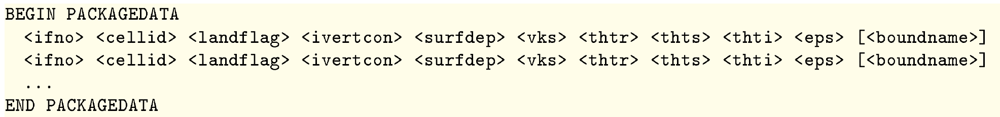 BEGIN PACKAGEDATA
  <ifno> <cellid> <landflag> <ivertcon> <surfdep> <vks> <thtr> <thts> <thti> <eps> [<boundname>]
  <ifno> <cellid> <landflag> <ivertcon> <surfdep> <vks> <thtr> <thts> <thti> <eps> [<boundname>]
  ...
END PACKAGEDATA